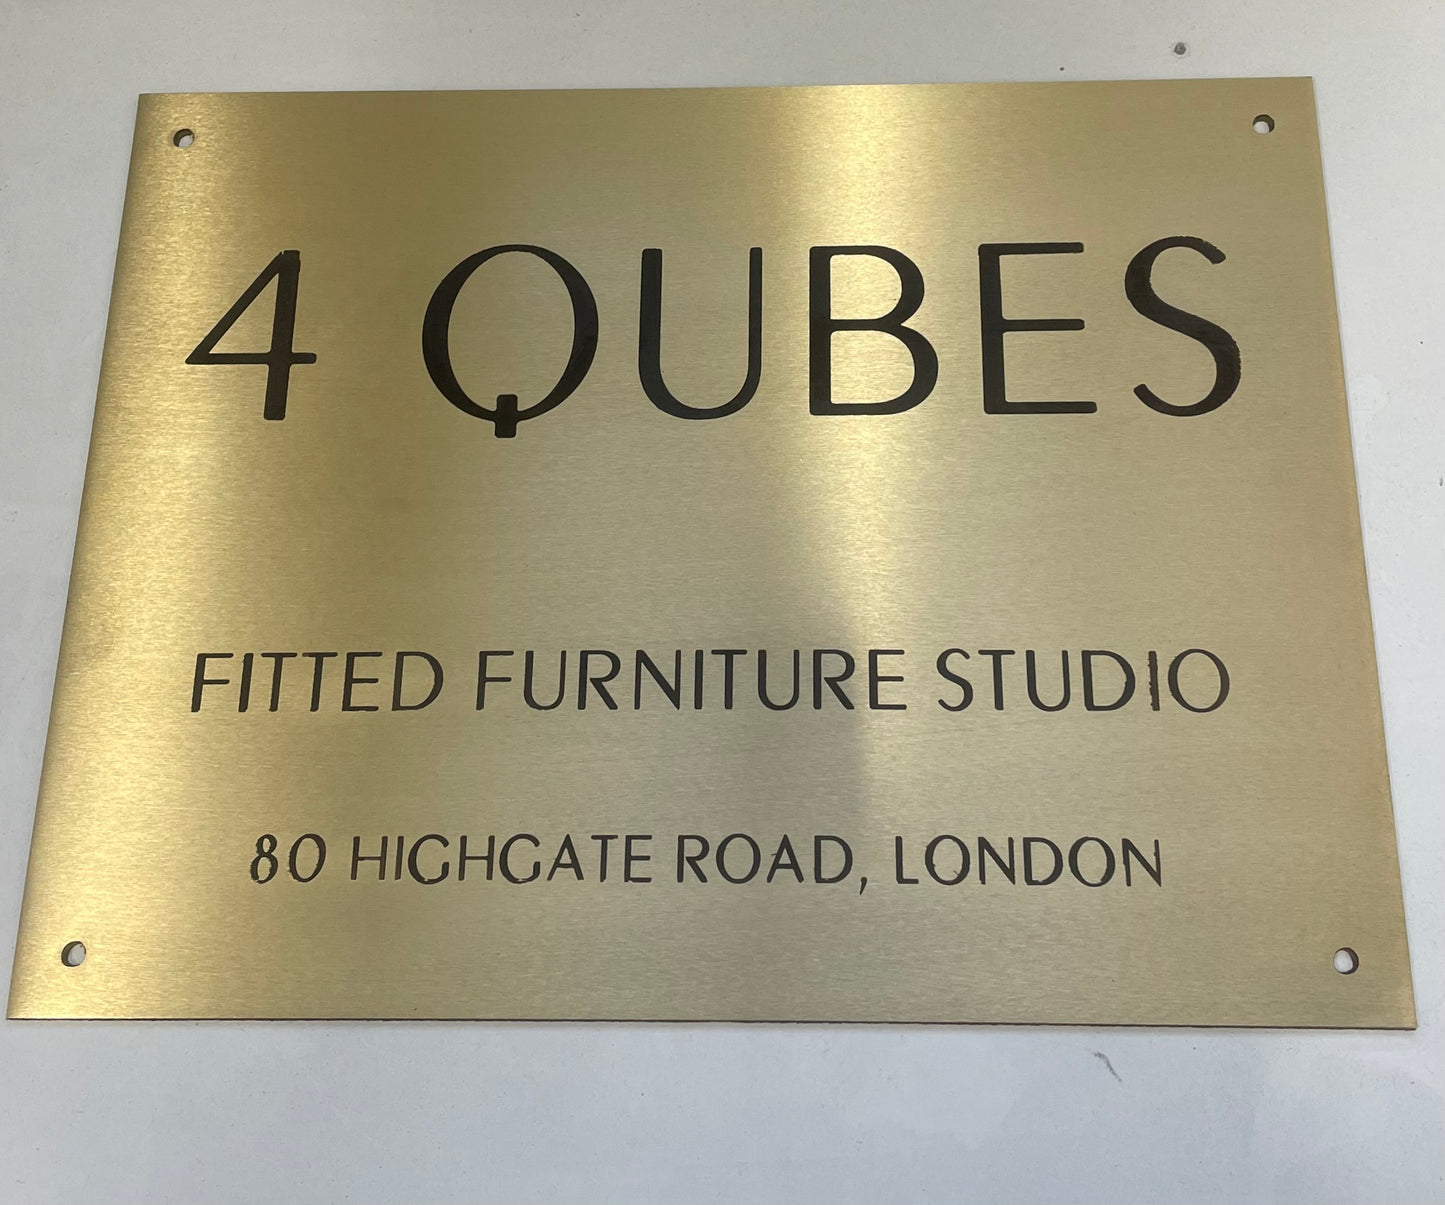 4 QUBES
FITTED FURNITURE STUDIO
80 HIGHGATE ROAD, LONDON